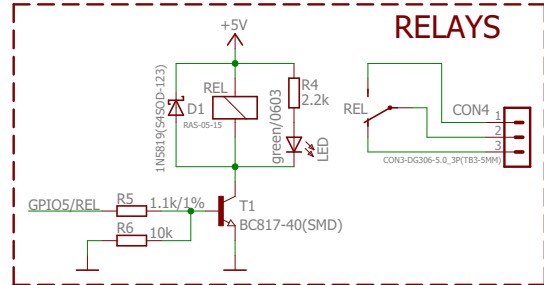 RELAYS
+5V
1N5819(S4SOD-123)
D1
REL
RAS-05-15
green/0603
R4
2.2k
LED
REL
CON4
1
2
3
CON3-DG306-5.0_3P(TB3-5MM)
GPIO5/REL
R5
1.1k/1%
R6
10k
T1
BC817-40(SMD)